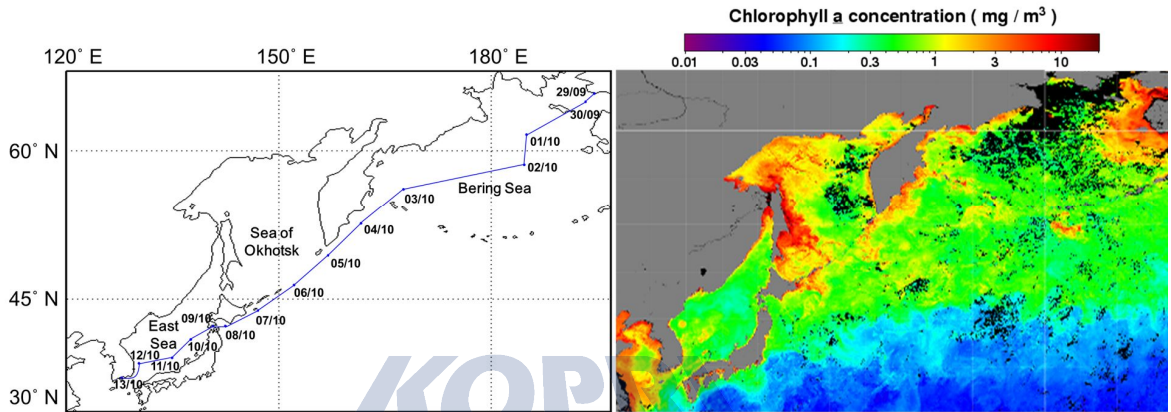 Chlorophyll a concentration ( mg / m³ )
0.01 0.03 0.1 0.3 1 3 10
120° E 150° E 180° E
60° N
45° N
30° N
29/09
30/09
01/10
02/10
Bering Sea
03/10
04/10
Sea of
Okhotsk
05/10
06/10
07/10
08/10
09/10
East
Sea
10/10
12/10
11/10
13/10